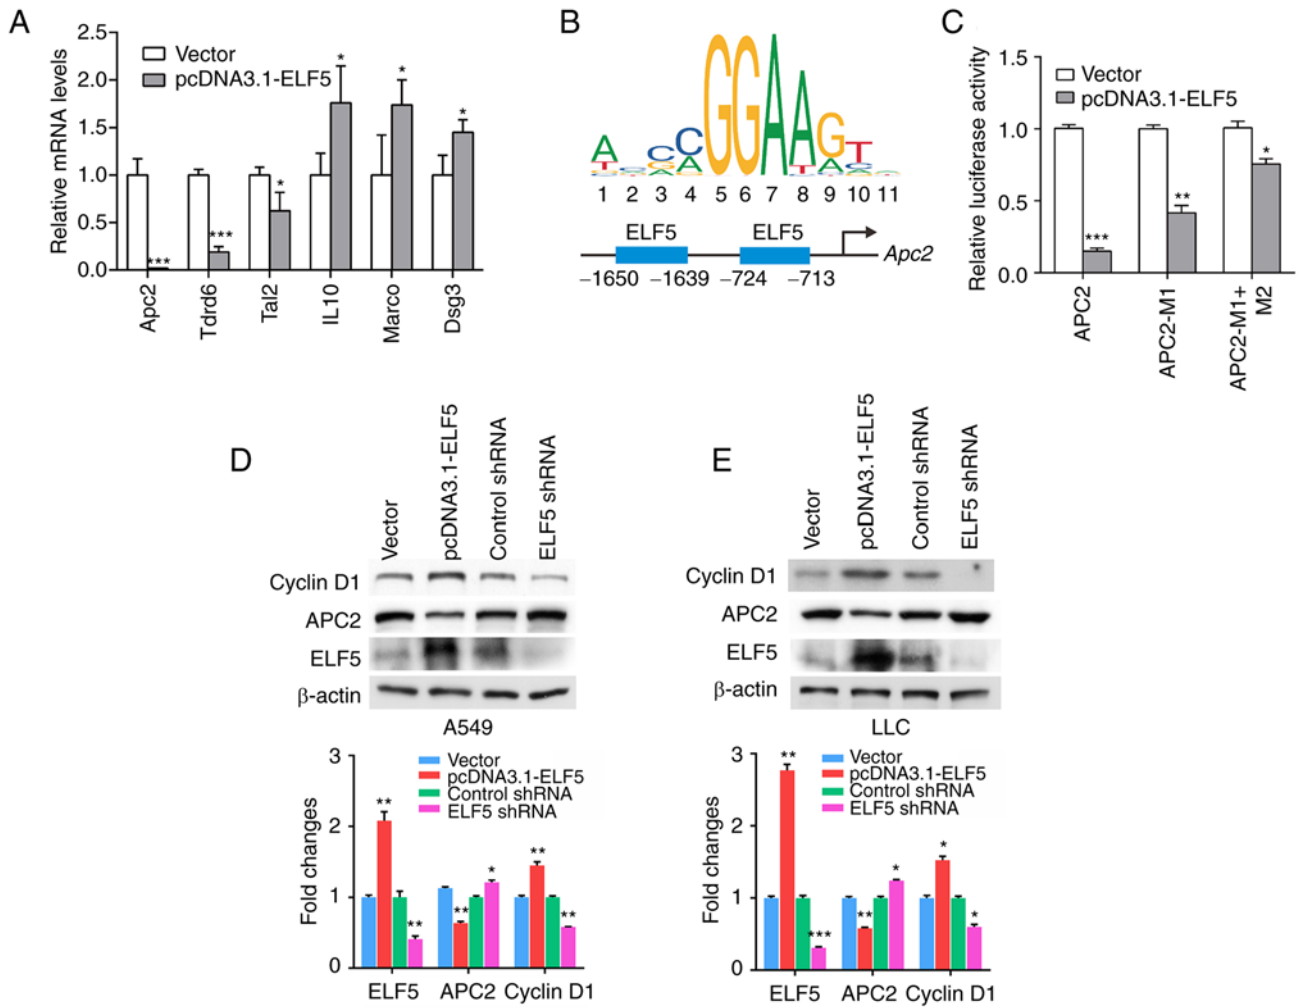 A
Relative mRNA levels
2.5
2.0
1.5
1.0
0.5
0.0
Vector
pcDNA3.1-ELF5
***
***
*
*
*
*
Apc2
Tdrd6
Tal2
IL10
Marco
Dsg3
B
1 2 3 4 5 6 7 8 9 10 11
ELF5 ELF5
Apc2
−1650 −1639 −724 −713
C
Relative luciferase activity
1.5
1.0
0.5
0.0
Vector
pcDNA3.1-ELF5
***
**
*
APC2
APC2-M1
APC2-M1+
M2
D
Vector
pcDNA3.1-ELF5
Control shRNA
ELF5 shRNA
Cyclin D1
APC2
ELF5
β-actin
A549
Fold changes
3
2
1
0
Vector
pcDNA3.1-ELF5
Control shRNA
ELF5 shRNA
**
**
**
*
**
**
ELF5 APC2 Cyclin D1
E
Vector
pcDNA3.1-ELF5
Control shRNA
ELF5 shRNA
Cyclin D1
APC2
ELF5
β-actin
LLC
Fold changes
3
2
1
0
Vector
pcDNA3.1-ELF5
Control shRNA
ELF5 shRNA
**
***
**
*
*
*
ELF5 APC2 Cyclin D1